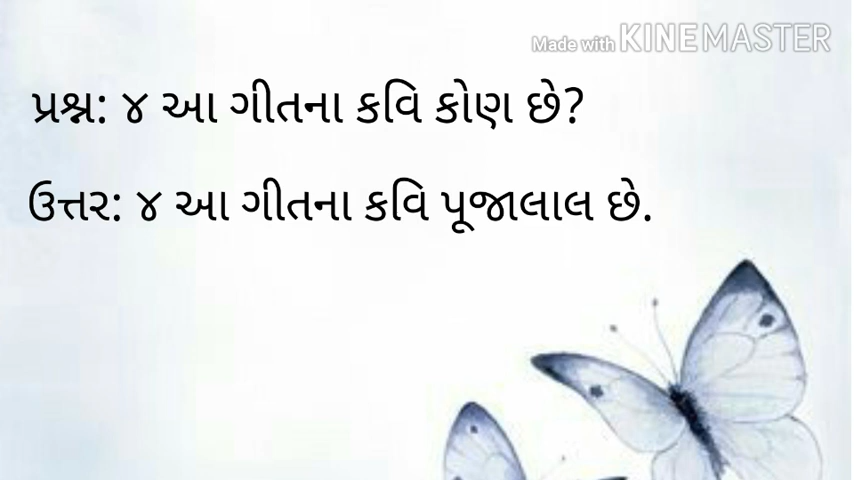 Made with KINEMASTER
પ્રશ્ન: ૪ આ ગીતના કવિ કોણ છે?
ઉત્તર: ૪ આ ગીતના કવિ પૂજાલાલ છે.